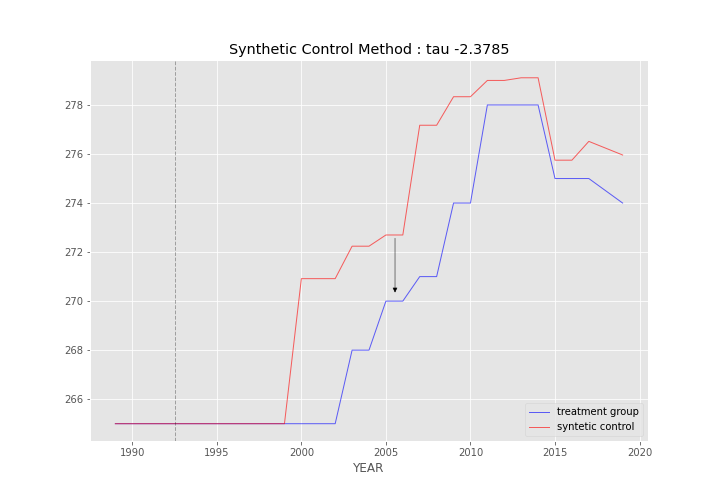 Synthetic Control Method : tau -2.3785
278
276
274
272
270
268
266
treatment group
syntetic control
1990 1995 2000 2005 2010 2015 2020
YEAR